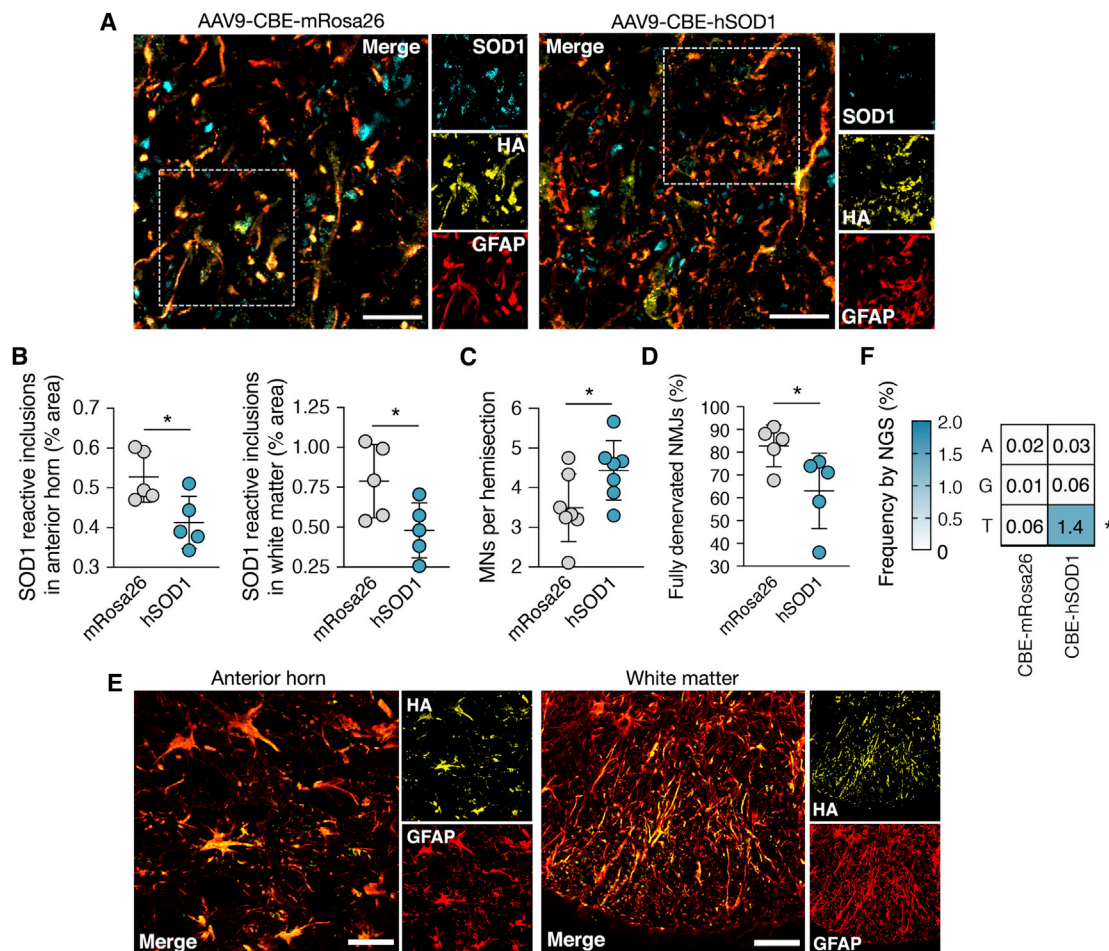 A
AAV9-CBE-mRosa26
AAV9-CBE-hSOD1
Merge
SOD1
HA
GFAP
Merge
SOD1
HA
GFAP
B
SOD1 reactive inclusions
in anterior horn (% area)
0.7
0.6
0.5
0.4
0.3
*
mRosa26
hSOD1
SOD1 reactive inclusions
in white matter (% area)
1.25
1.00
0.75
0.50
0.25
*
mRosa26
hSOD1
C
MNs per hemisection
6
5
4
3
2
*
mRosa26
hSOD1
D
Fully denervated NMJs (%)
100
90
80
70
60
50
40
30
*
mRosa26
hSOD1
F
Frequency by NGS (%)
2.0
1.5
1.0
0.5
0
A 0.02 0.03
G 0.01 0.06
T 0.06 1.4 *
CBE-mRosa26
CBE-hSOD1
E
Anterior horn
White matter
HA
GFAP
Merge
HA
GFAP
Merge